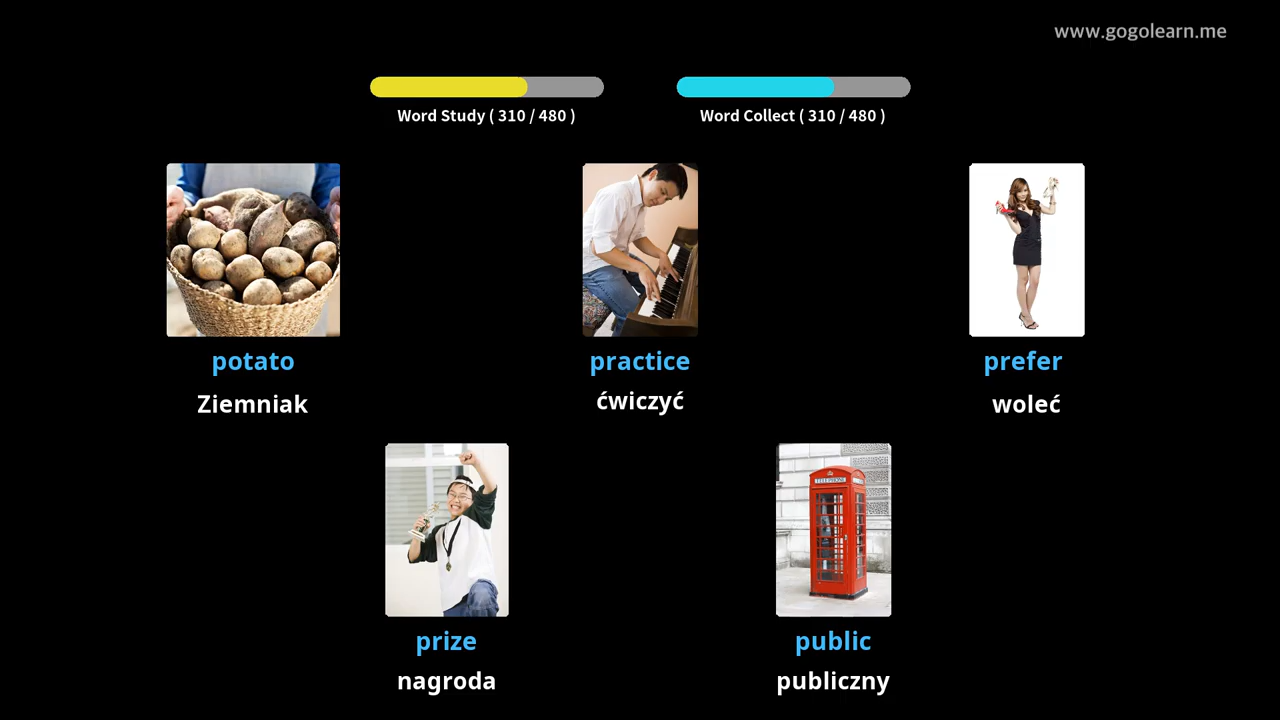 www.gogolearn.me
Word Study ( 310 / 480 )
Word Collect ( 310 / 480 )
potato
Ziemniak
practice
ćwiczyć
prefer
woleć
TELEPHONE
prize
nagroda
public
publiczny